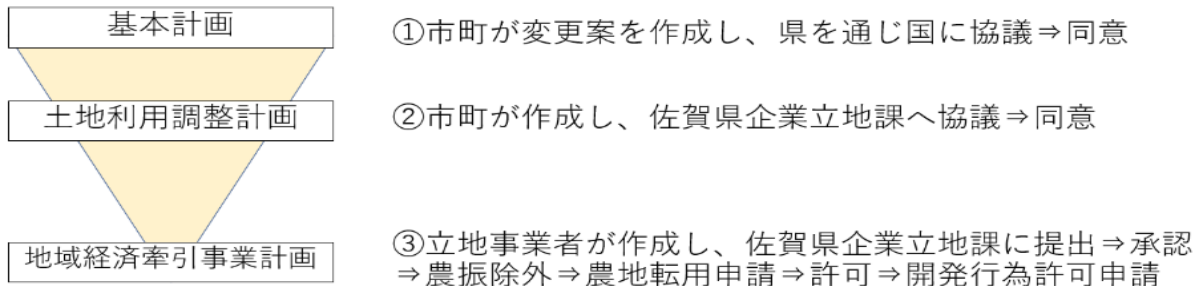 基本計画
①市町が変更案を作成し、県を通じ国に協議⇒同意
土地利用調整計画
②市町が作成し、佐賀県企業立地課へ協議⇒同意
地域経済牽引事業計画
③立地事業者が作成し、佐賀県企業立地課に提出⇒承認
⇒農振除外⇒農地転用申請⇒許可⇒開発行為許可申請